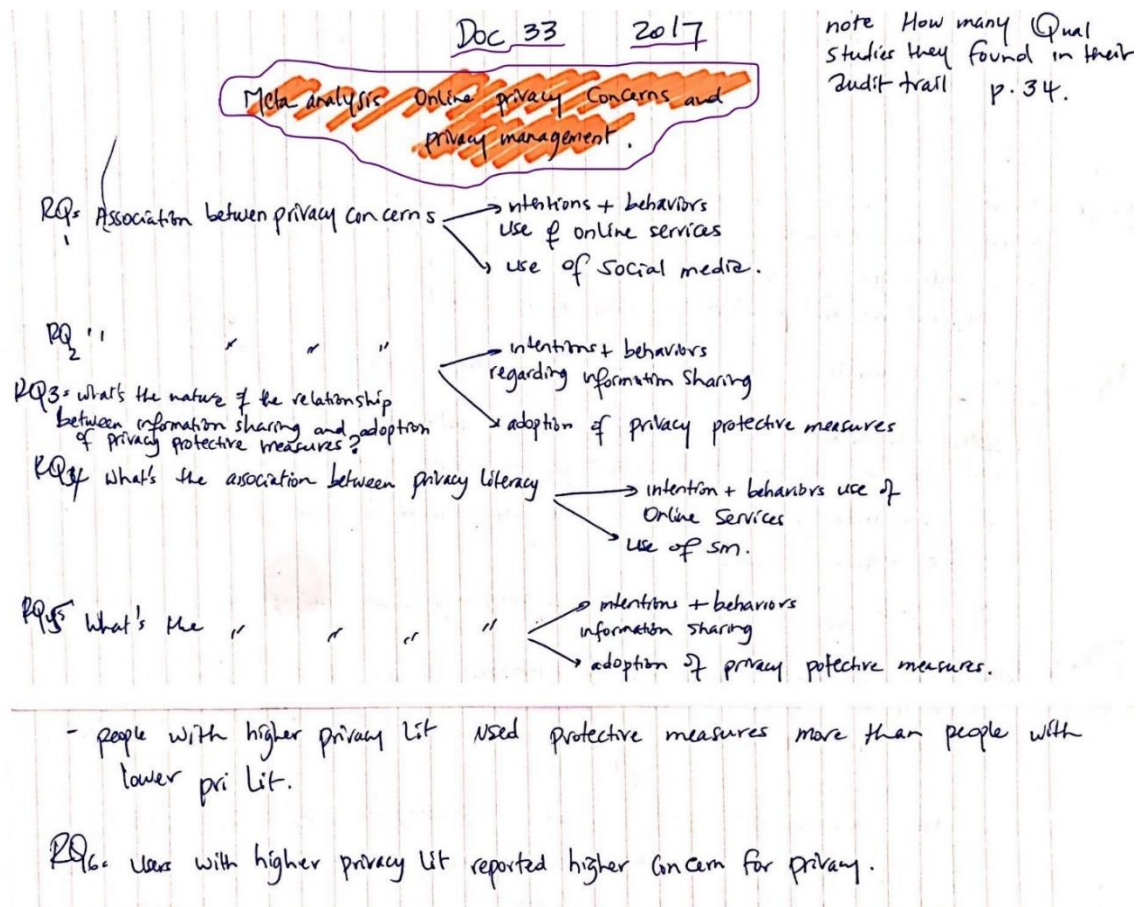 Doc 33 2017
note How many Qual
studies they found in their
audit trail p. 34.
Meta analysis Online privacy Concerns and
privacy management.
RQ1: Association betwen privacy concerns
intentions + behaviors
use of online services
use of social media.
RQ2 " " " "
intentions + behaviors
regarding information sharing
adoption of privacy protective measures
RQ3: what's the nature of the relationship
between information sharing and adoption
of privacy protective measures?
RQ4 What's the association between privacy literacy
intention + behaviors use of
Online Services
use of sm.
RQ5 What's the " " " "
intentions + behaviors
information sharing
adoption of privacy potective measures.
- people with higher privacy lit used protective measures more than people with
lower pri lit.
RQ6: users with higher privacy lit reported higher concern for privacy.